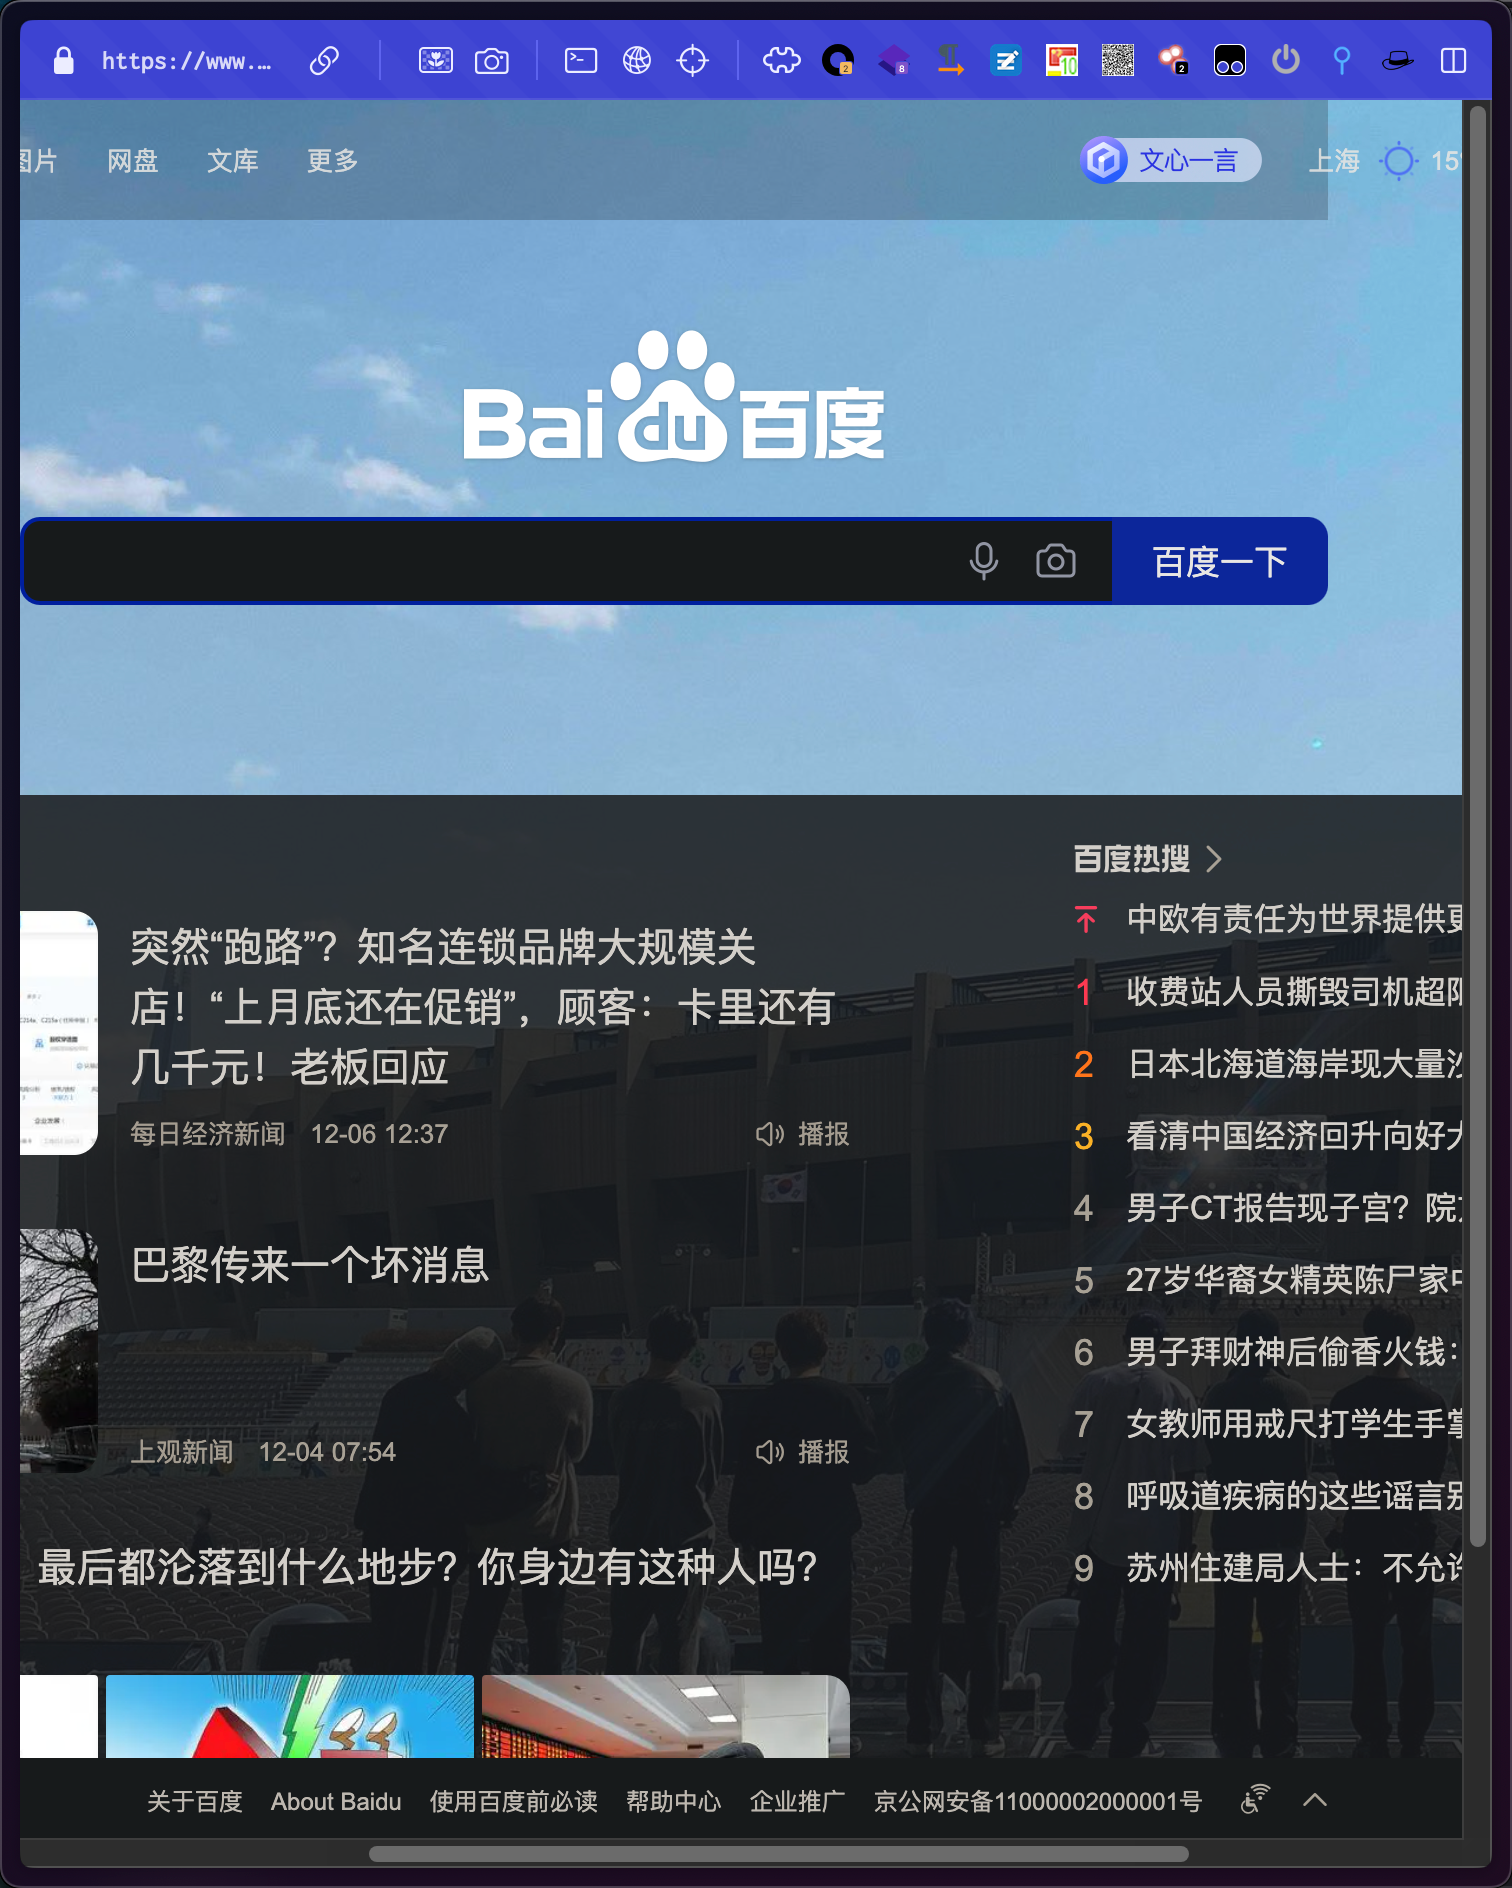 https://www.…
图片 网盘 文库 更多 文心一言 上海 15°
Bai du 百度
百度一下
百度热搜
中欧有责任为世界提供更
1 收费站人员撕毁司机超限
2 日本北海道海岸现大量沙
3 看清中国经济回升向好大
4 男子CT报告现子宫？院方
5 27岁华裔女精英陈尸家中
6 男子拜财神后偷香火钱：
7 女教师用戒尺打学生手掌
8 呼吸道疾病的这些谣言别
9 苏州住建局人士：不允许
突然“跑路”？知名连锁品牌大规模关
店！“上月底还在促销”，顾客：卡里还有
几千元！老板回应
每日经济新闻 12-06 12:37 播报
巴黎传来一个坏消息
上观新闻 12-04 07:54 播报
最后都沦落到什么地步？你身边有这种人吗？
关于百度 About Baidu 使用百度前必读 帮助中心 企业推广 京公网安备11000002000001号